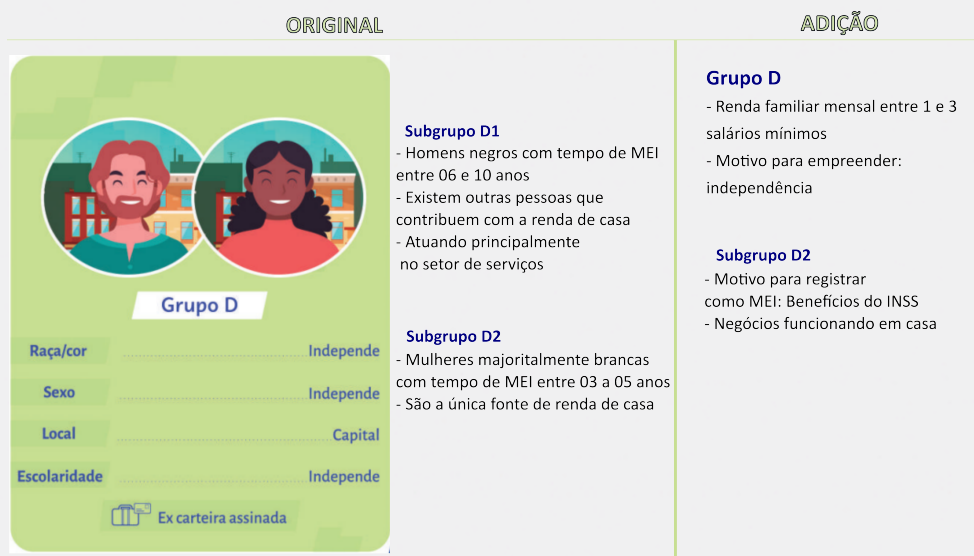 ORIGINAL
ADIÇÃO
Grupo D
Raça/cor Independe
Sexo Independe
Local Capital
Escolaridade Independe
Ex carteira assinada
Subgrupo D1
- Homens negros com tempo de MEI
entre 06 e 10 anos
- Existem outras pessoas que
contribuem com a renda de casa
- Atuando principalmente
no setor de serviços
Subgrupo D2
- Mulheres majoritalmente brancas
com tempo de MEI entre 03 a 05 anos
- São a única fonte de renda de casa
Grupo D
- Renda familiar mensal entre 1 e 3
salários mínimos
- Motivo para empreender:
independência
Subgrupo D2
- Motivo para registrar
como MEI: Benefícios do INSS
- Negócios funcionando em casa